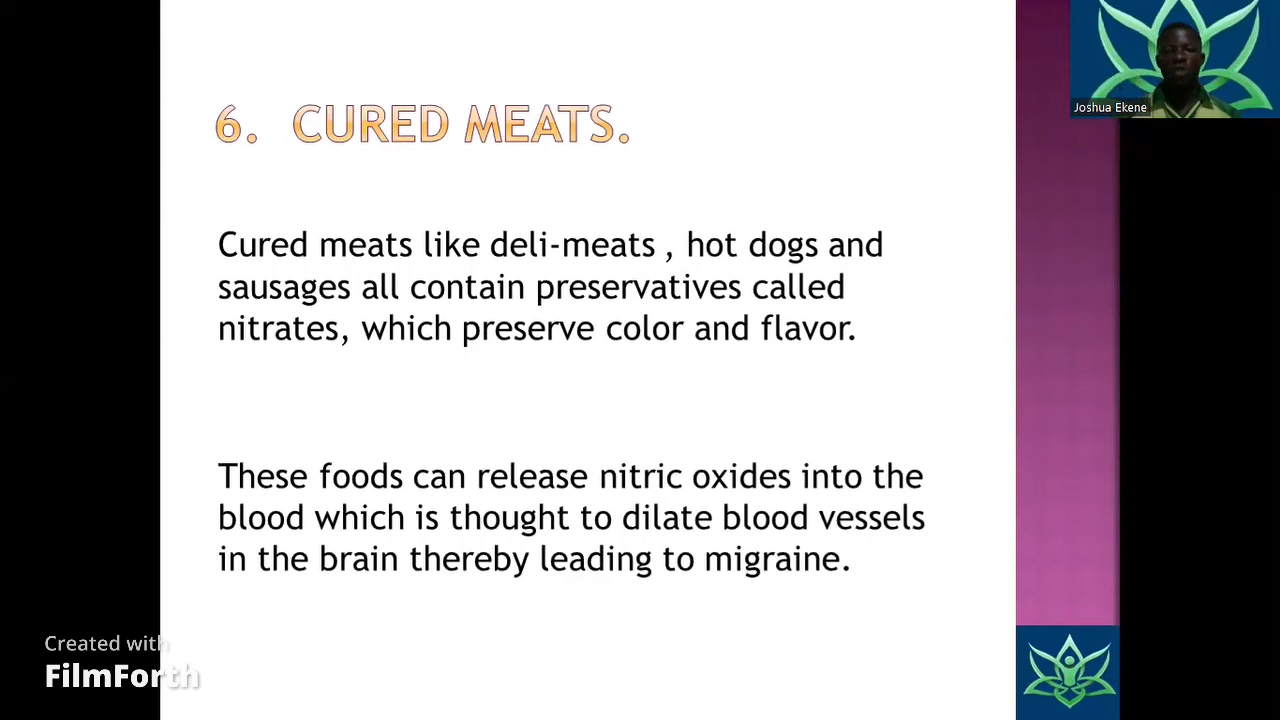 6. CURED MEATS.
Joshua Ekene
Cured meats like deli-meats , hot dogs and
sausages all contain preservatives called
nitrates, which preserve color and flavor.
These foods can release nitric oxides into the
blood which is thought to dilate blood vessels
in the brain thereby leading to migraine.
Created with
FilmForth